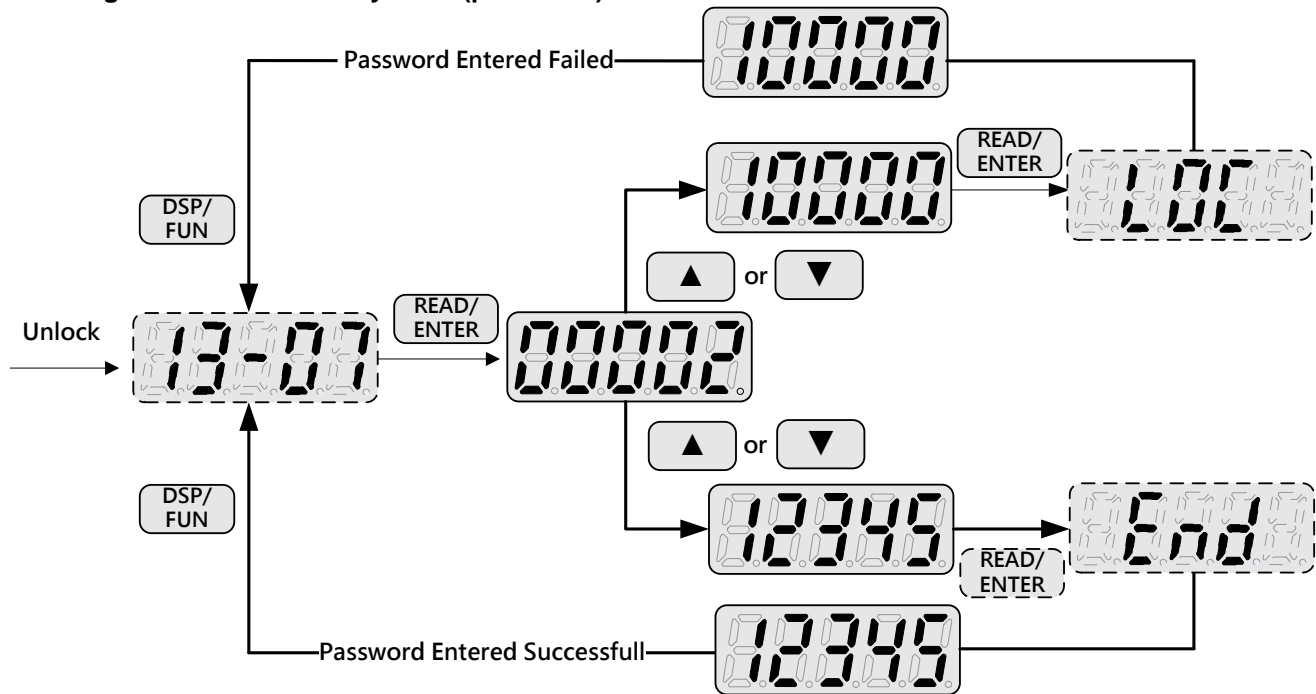 10000
Password Entered Failed
10000
READ/
ENTER
LOC
DSP/
FUN
▲ or ▼
Unlock
13-07
READ/
ENTER
00002
▲ or ▼
DSP/
FUN
12345
READ/
ENTER
End
Password Entered Successfull
12345